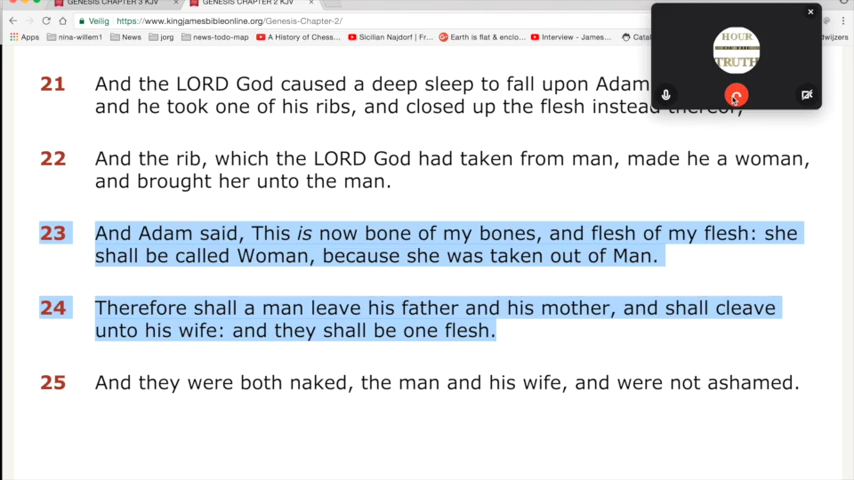 GENESIS CHAPTER 3 KJV
GENESIS CHAPTER 2 KJV
Veilig https://www.kingjamesbibleonline.org/Genesis-Chapter-2/
Apps nina-willem1 News jorg news-todo-map A History of Chess... Sicilian Najdorf | Fr... Earth is flat & enclo... Interview - James... Catal
dwijzers
HOUR
OF THE
TRUTH
21 And the LORD God caused a deep sleep to fall upon Adam
and he took one of his ribs, and closed up the flesh instead thereof;
22 And the rib, which the LORD God had taken from man, made he a woman,
and brought her unto the man.
23 And Adam said, This is now bone of my bones, and flesh of my flesh: she
shall be called Woman, because she was taken out of Man.
24 Therefore shall a man leave his father and his mother, and shall cleave
unto his wife: and they shall be one flesh.
25 And they were both naked, the man and his wife, and were not ashamed.